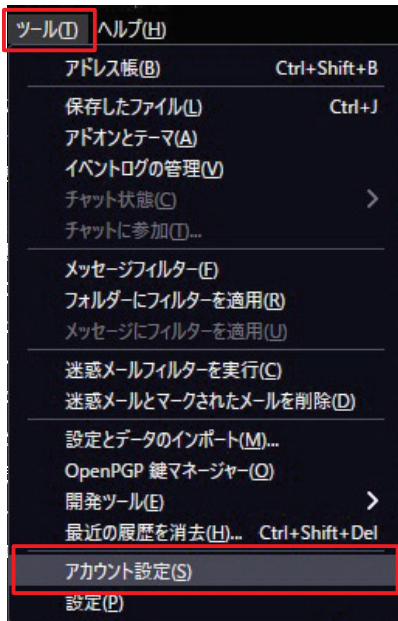 ツール(T) ヘルプ(H)
アドレス帳(B) Ctrl+Shift+B
保存したファイル(L) Ctrl+J
アドオンとテーマ(A)
イベントログの管理(V)
チャット状態(C)
チャットに参加(T)...
メッセージフィルター(F)
フォルダーにフィルターを適用(R)
メッセージにフィルターを適用(U)
迷惑メールフィルターを実行(C)
迷惑メールとマークされたメールを削除(D)
設定とデータのインポート(M)...
OpenPGP 鍵マネージャー(O)
開発ツール(E)
最近の履歴を消去(H)... Ctrl+Shift+Del
アカウント設定(S)
設定(P)